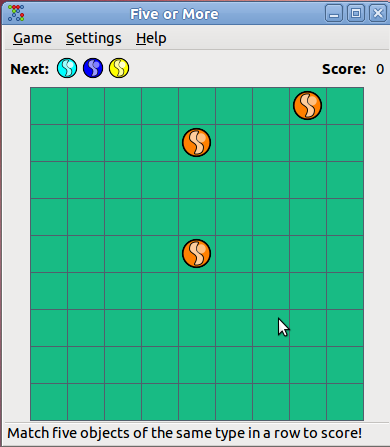 Five or More
Game Settings Help
Next: Score: 0
Match five objects of the same type in a row to score!